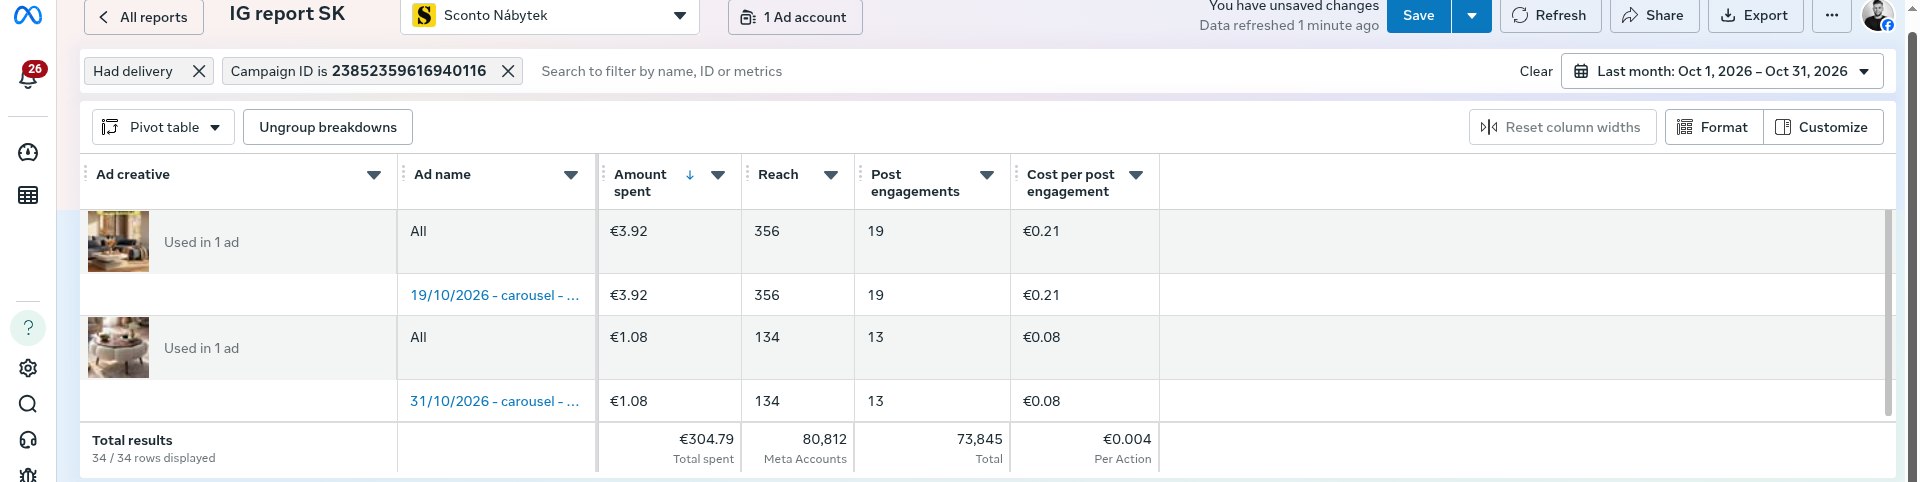 All reports
IG report SK
Sconto Nábytek
1 Ad account
You have unsaved changes
Data refreshed 1 minute ago
Save
Refresh
Share
Export
26
Had delivery
Campaign ID is 23852359616940116
Search to filter by name, ID or metrics
Clear
Last month: Oct 1, 2026 – Oct 31, 2026
Pivot table
Ungroup breakdowns
Reset column widths
Format
Customize
Ad creative
Ad name
Amount spent
Reach
Post engagements
Cost per post engagement
Used in 1 ad
All
€3.92
356
19
€0.21
19/10/2026 - carousel - ...
€3.92
356
19
€0.21
Used in 1 ad
All
€1.08
134
13
€0.08
31/10/2026 - carousel - ...
€1.08
134
13
€0.08
Total results
34 / 34 rows displayed
€304.79
Total spent
80,812
Meta Accounts
73,845
Total
€0.004
Per Action